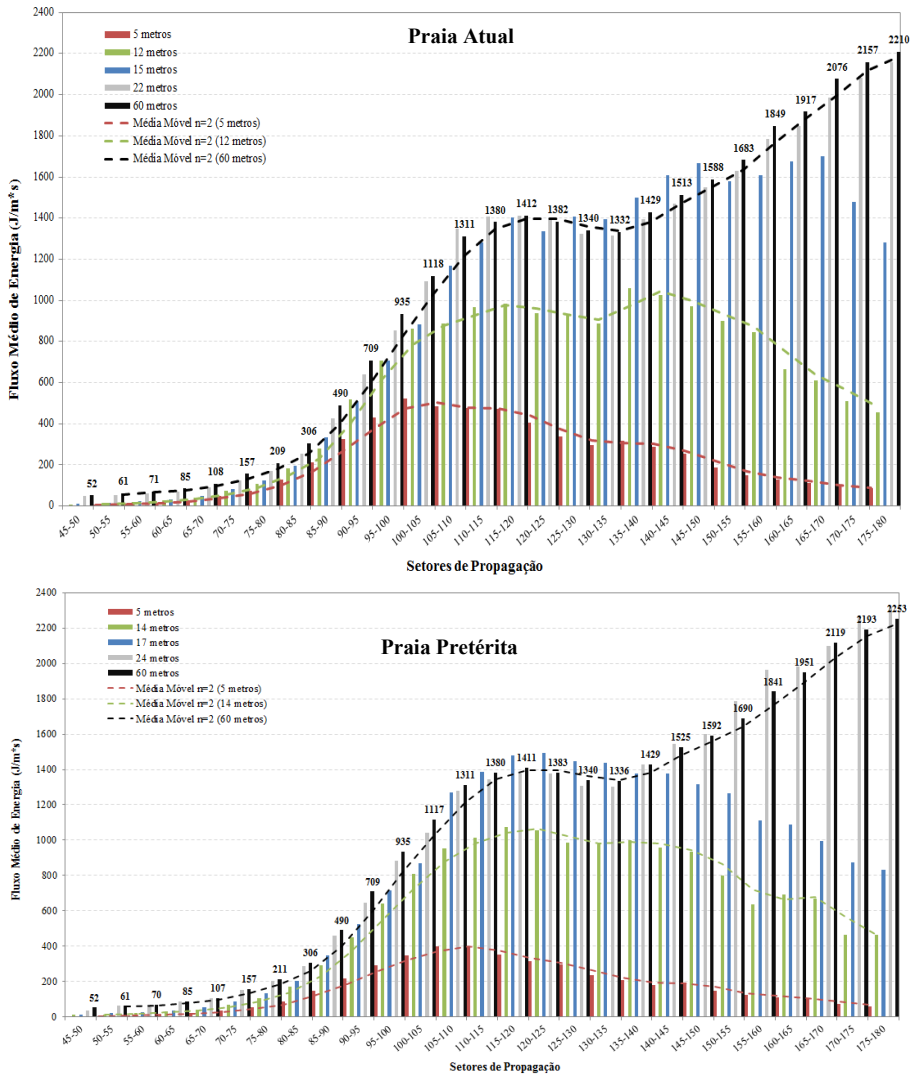 Praia Atual
Fluxo Médio de Energia (J/m*s)
2400
2200
2000
1800
1600
1400
1200
1000
800
600
400
200
0
5 metros
12 metros
15 metros
22 metros
60 metros
Média Móvel n=2 (5 metros)
Média Móvel n=2 (12 metros)
Média Móvel n=2 (60 metros)
52 61 71 85 108 157 209 306 490 709 935 1118 1311 1380 1412 1382 1340 1332 1429 1513 1588 1683 1849 1917 2076 2157 2210
45-50 50-55 55-60 60-65 65-70 70-75 75-80 80-85 85-90 90-95 95-100 100-105 105-110 110-115 115-120 120-125 125-130 130-135 135-140 140-145 145-150 150-155 155-160 160-165 165-170 170-175 175-180
Setores de Propagação
Praia Pretérita
Fluxo Médio de Energia (J/m*s)
2400
2200
2000
1800
1600
1400
1200
1000
800
600
400
200
0
5 metros
14 metros
17 metros
24 metros
60 metros
Média Móvel n=2 (5 metros)
Média Móvel n=2 (14 metros)
Média Móvel n=2 (60 metros)
52 61 70 85 107 157 211 306 490 709 935 1117 1311 1380 1411 1383 1340 1336 1429 1525 1592 1690 1841 1951 2119 2193 2253
45-50 50-55 55-60 60-65 65-70 70-75 75-80 80-85 85-90 90-95 95-100 100-105 105-110 110-115 115-120 120-125 125-130 130-135 135-140 140-145 145-150 150-155 155-160 160-165 165-170 170-175 175-180
Setores de Propagação